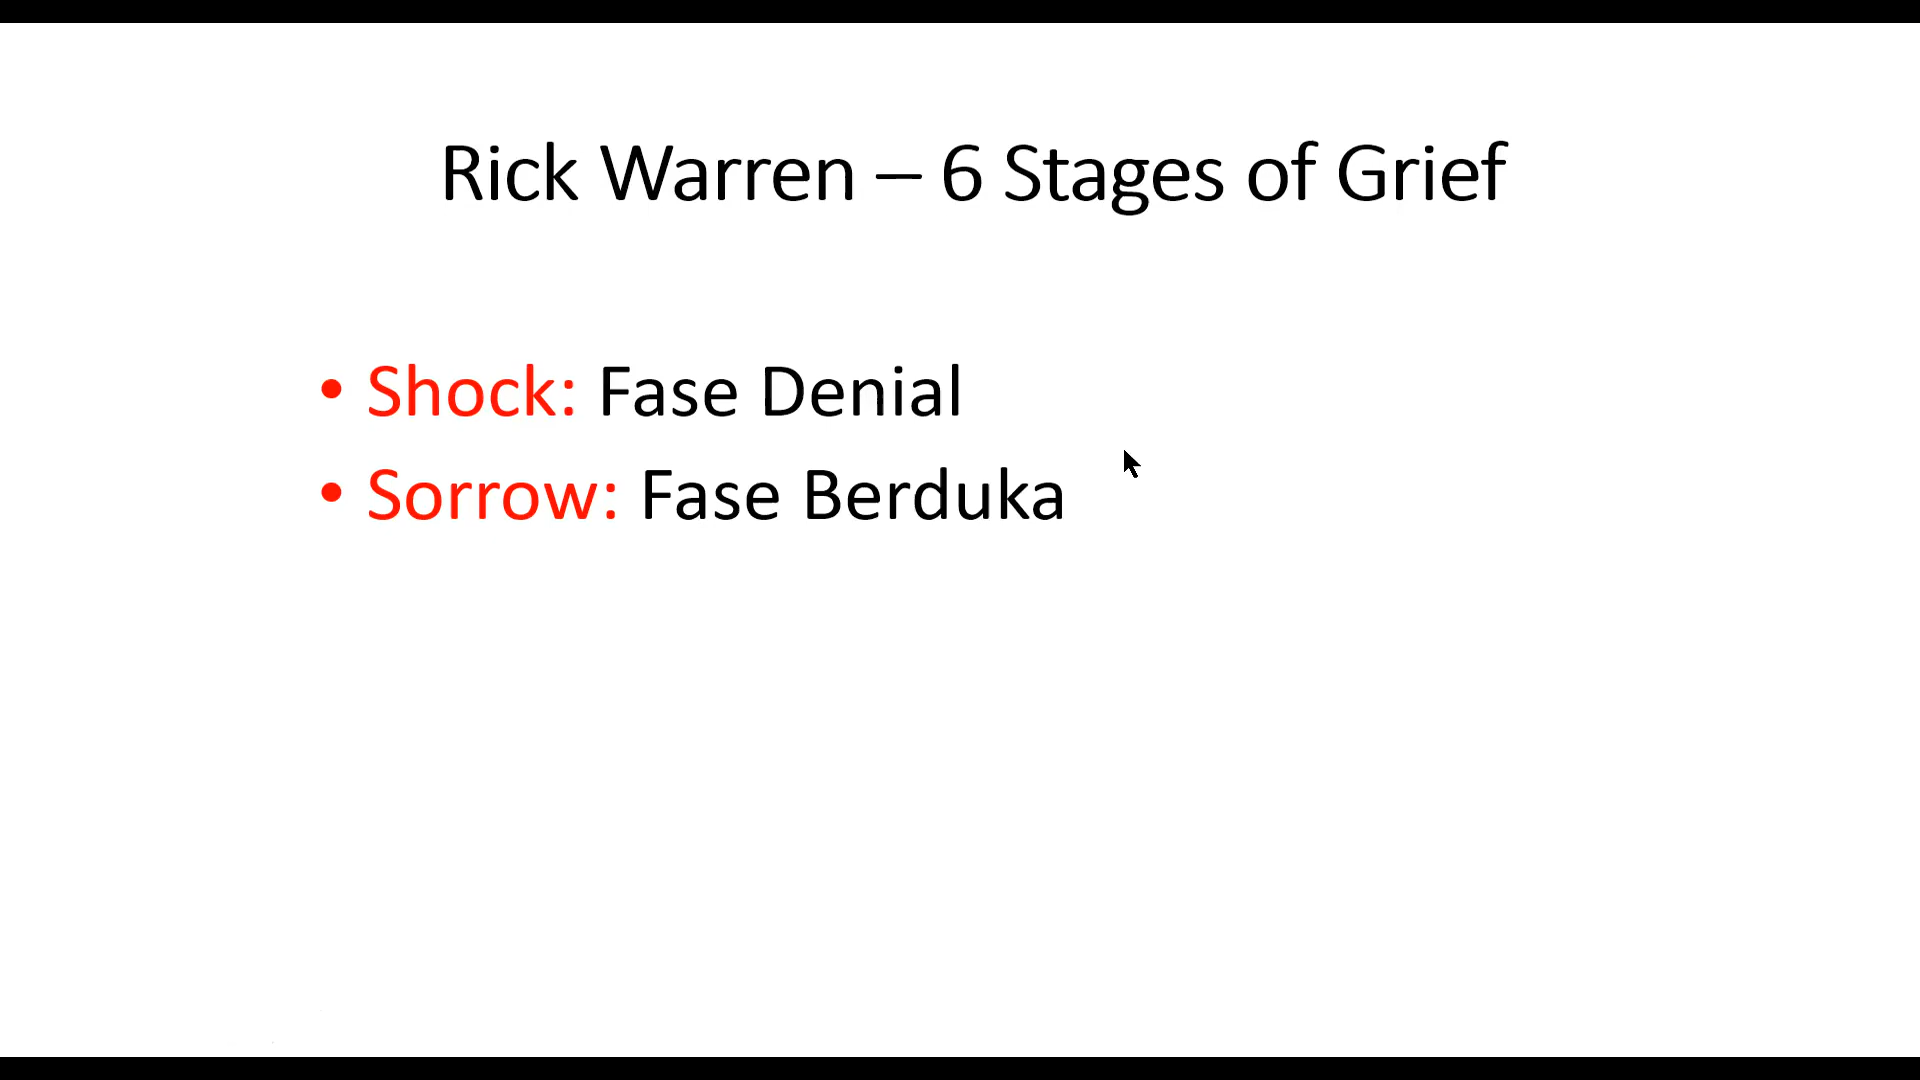 Rick Warren – 6 Stages of Grief
• Shock: Fase Denial
• Sorrow: Fase Berduka